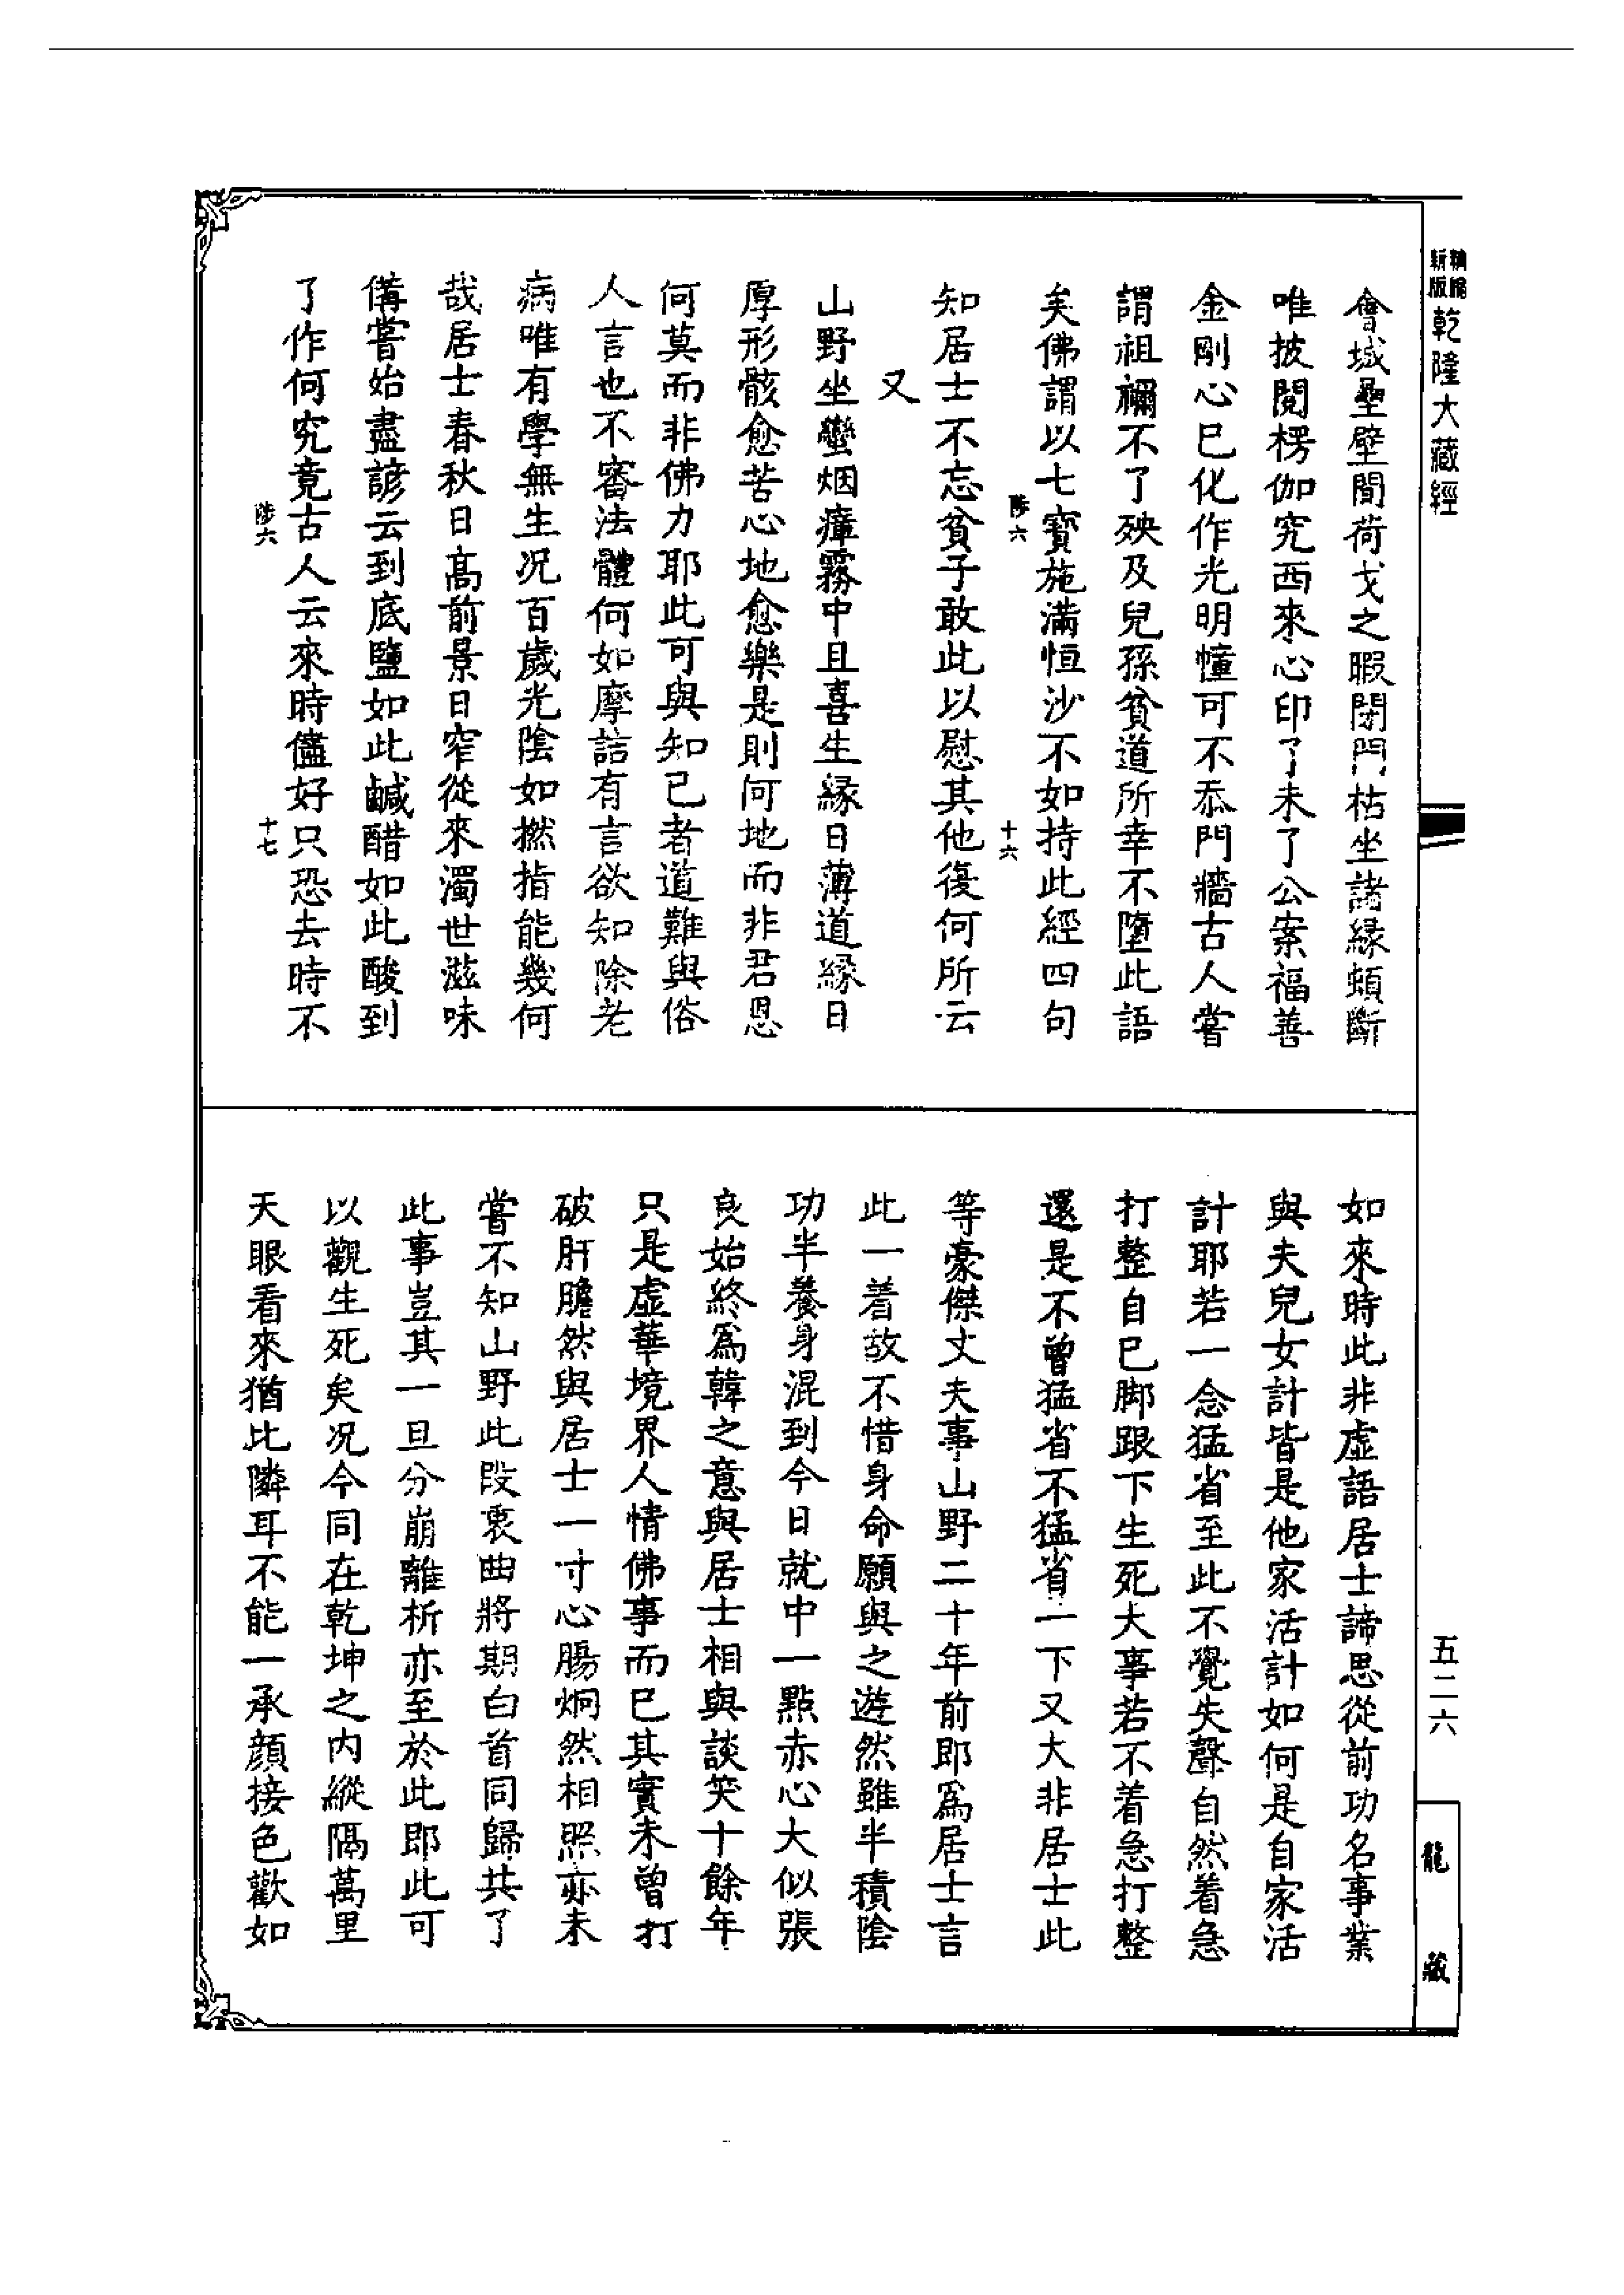 精縮新版乾隆大藏經
會城壘壁間荷戈之暇閉門枯坐諸緣頓斷
唯披閱楞伽究西來心印了未了公案福善
金剛心已化作光明幢可不忝門牆古人嘗
謂祖禰不了殃及兒孫貧道所幸不墮此語
矣佛謂以七寶施滿恒沙不如持此經四句
陟六 十六
知居士不忘貧子敢此以慰其他復何所云
又
山野坐蠻烟瘴霧中且喜生緣日薄道緣日
厚形骸愈苦心地愈樂是則何地而非君恩
何莫而非佛力耶此可與知己者道難與俗
人言也不審法體何如摩詰有言欲知除老
病唯有學無生況百歲光陰如撚指能幾何
哉居士春秋日高前景日窄從來濁世滋味
備嘗始盡諺云到底鹽如此鹹醋如此酸到
了作何究竟古人云來時儘好只恐去時不
陟六 十七
如來時此非虛語居士諦思從前功名事業
與夫兒女計皆是他家活計如何是自家活
計耶若一念猛省至此不覺失聲自然着急
打整自已脚跟下生死大事若不着急打整
還是不曾猛省不猛省一下又大非居士此
等豪傑丈夫事山野二十年前即爲居士言
此一着故不惜身命願與之遊然雖半積陰
功半養身混到今日就中一點赤心大似張
良始終爲韓之意與居士相與談笑十餘年
只是虛華境界人情佛事而已其實未曾打
破肝膽然與居士一寸心腸炯然相照亦未
嘗不知山野此段衷曲將期白首同歸共了
此事豈其一旦分崩離析亦至於此即此可
以觀生死矣况今同在乾坤之内縱隔萬里
天眼看來猶比隣耳不能一承顏接色歡如
五二六
龍藏